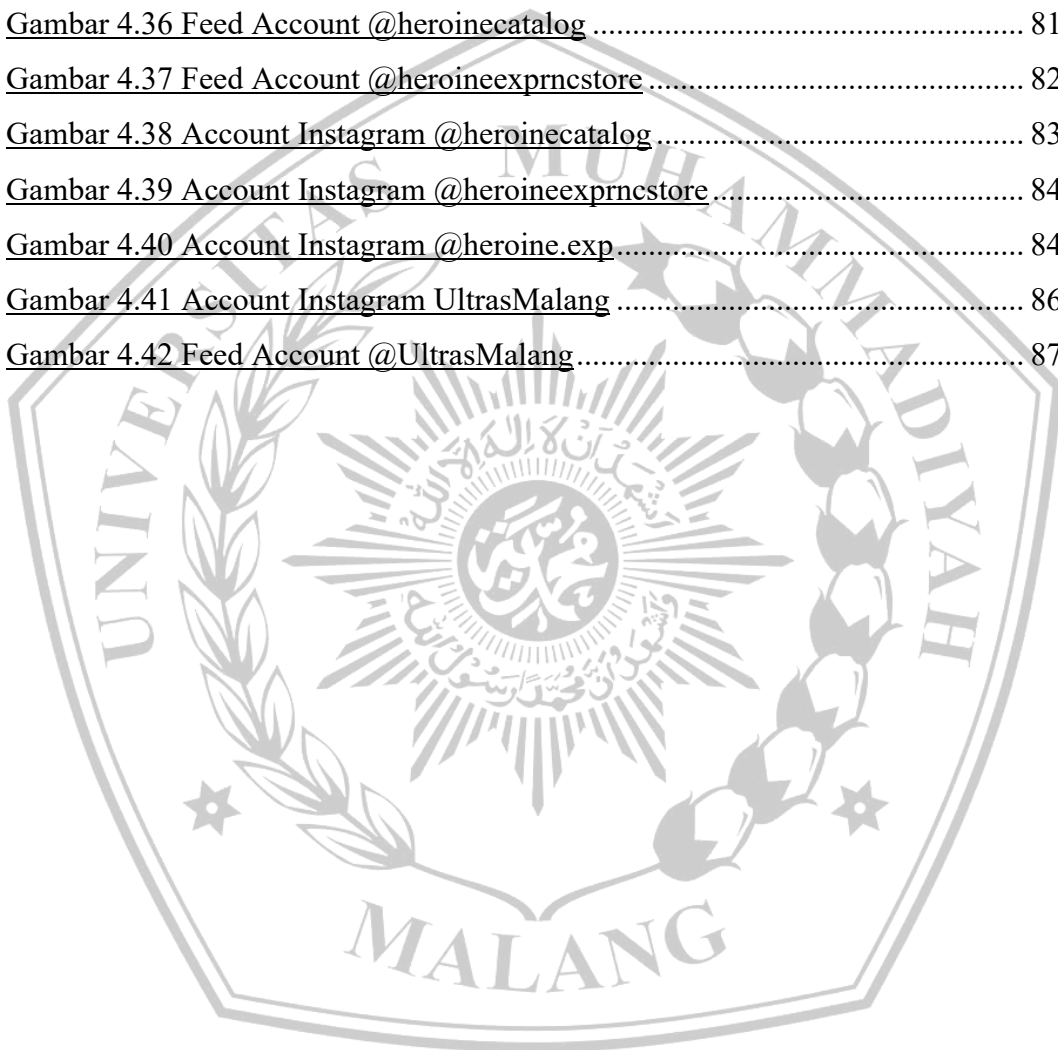 Gambar 4.36 Feed Account @heroinecatalog ..................................................... 81
Gambar 4.37 Feed Account @heroineexprncstore .............................................. 82
Gambar 4.38 Account Instagram @heroinecatalog ............................................. 83
Gambar 4.39 Account Instagram @heroineexprncstore ...................................... 84
Gambar 4.40 Account Instagram @heroine.exp .................................................. 84
Gambar 4.41 Account Instagram UltrasMalang .................................................. 86
Gambar 4.42 Feed Account @UltrasMalang ....................................................... 87
UNIVERSITAS MUHAMMADIYAH
MALANG